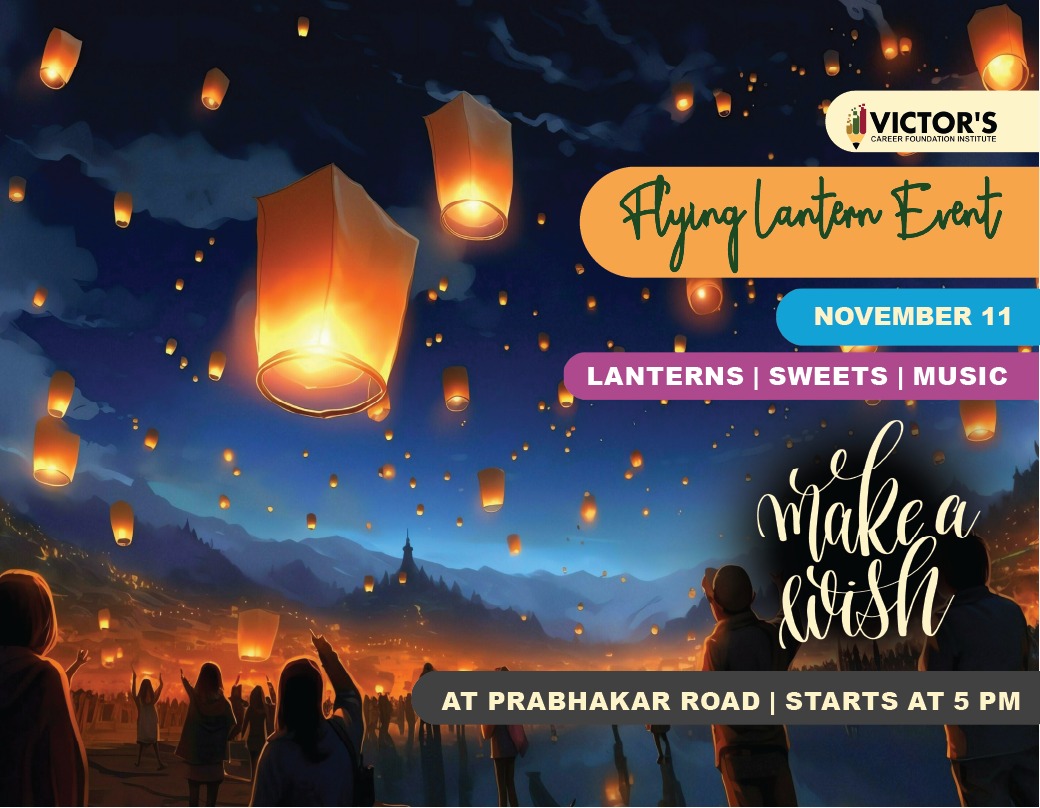 VICTOR'S
CAREER FOUNDATION INSTITUTE
Flying Lantern Event
NOVEMBER 11
LANTERNS | SWEETS | MUSIC
make a
wish
AT PRABHAKAR ROAD | STARTS AT 5 PM